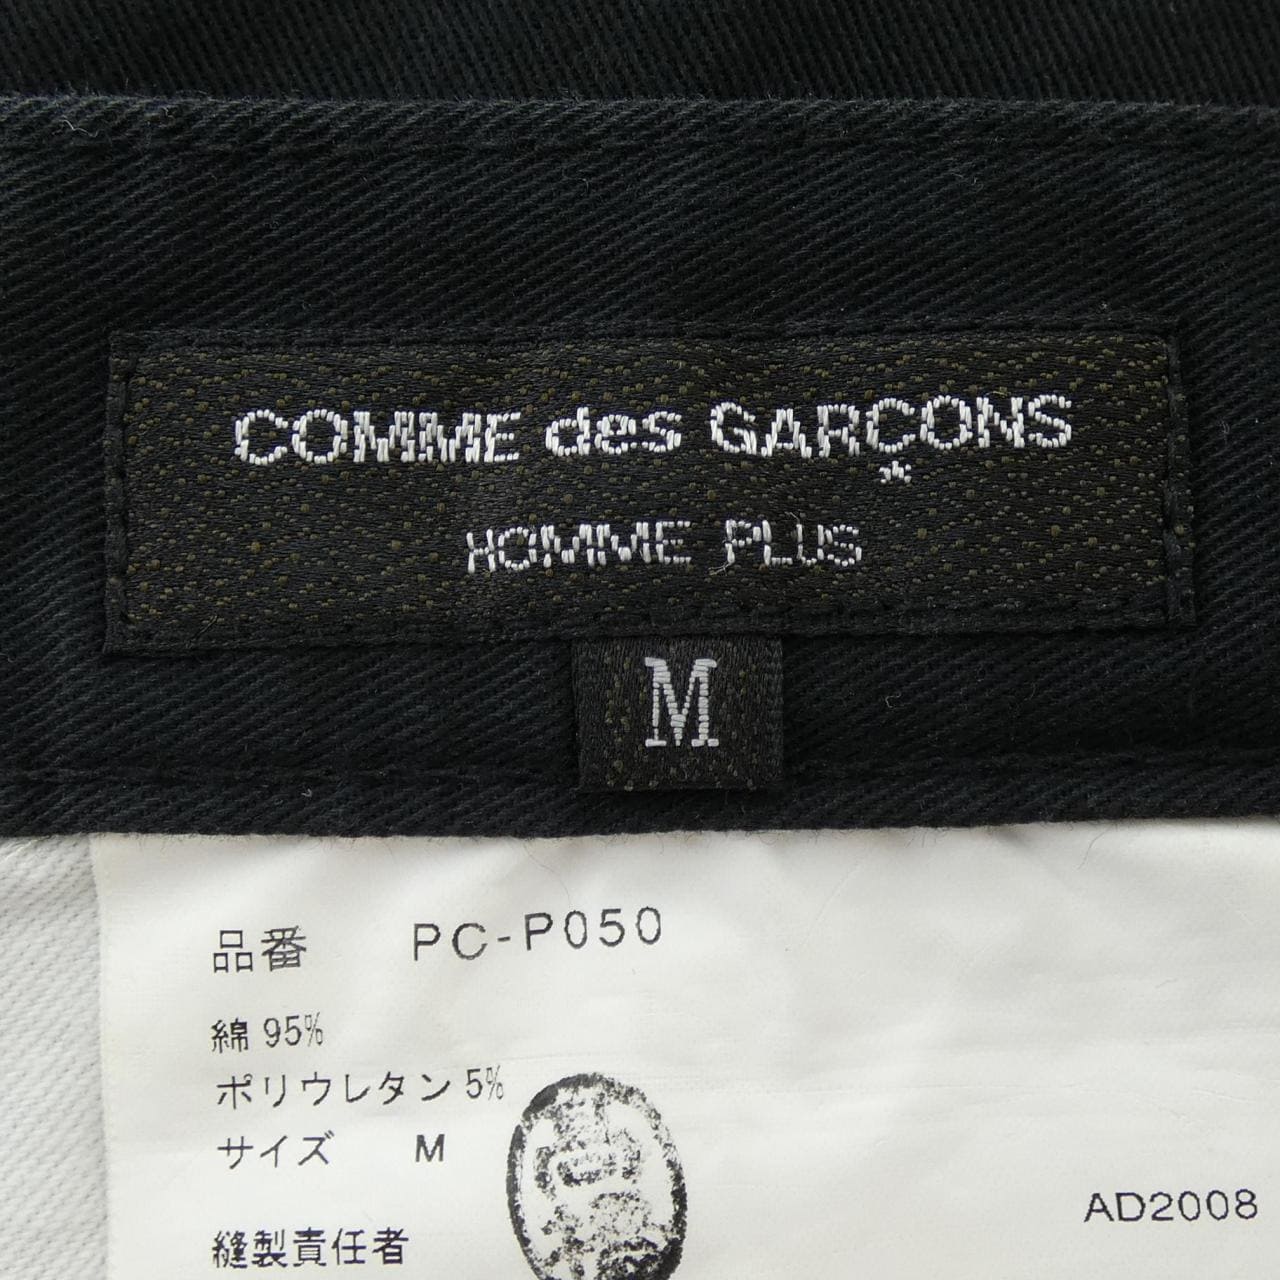 COMME des GARÇONS
HOMME PLUS
M
品番 PC-P050
綿 95%
ポリウレタン 5%
サイズ M
AD2008
縫製責任者